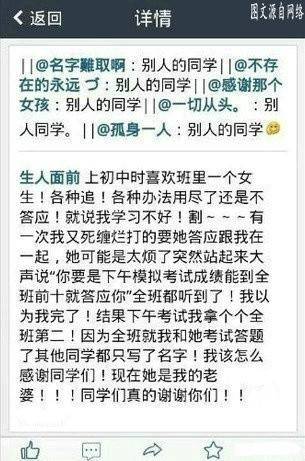 图文源自网络
返回
详情
||@名字難取啊：别人的同学||@不存
在的永远 づ：别人的同学||@感谢那个
女孩：别人的同学||@一切从头。：别
人同学。||@孤身一人：别人的同学
生人面前 上初中时喜欢班里一个女
生！各种追！各种办法用尽了还是不
答应！就说我学习不好！割～～～有
一次我又死缠烂打的要她答应跟我在
一起，她可能是太烦了突然站起来大
声说“你要是下午模拟考试成绩能到全
班前十就答应你”全班都听到了！我以
为我完了！结果下午考试我拿个个全
班第二！因为全班就我和她考试答题
了其他同学都只写了名字！我该怎么
感谢同学们！现在她是我的老
婆！！！同学们真的谢谢你们！！